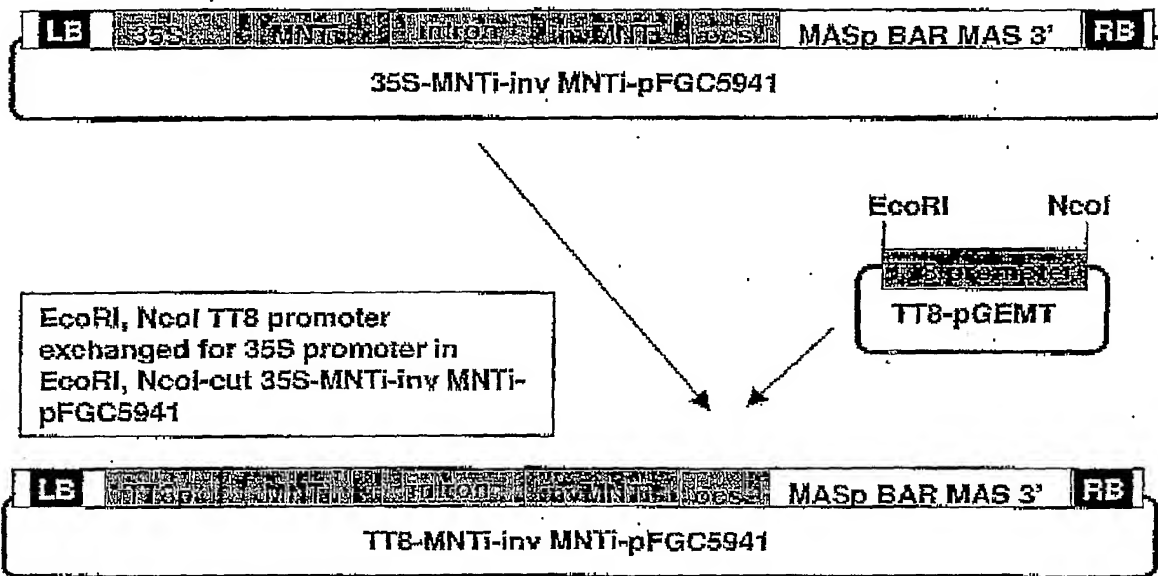 LB 35S MNTi intron invMNTi ocs MASp BAR MAS 3' RB
35S-MNTi-inv MNTi-pFGC5941
EcoRI NcoI
TT8 promoter
TT8-pGEMT
EcoRI, NcoI TT8 promoter
exchanged for 35S promoter in
EcoRI, NcoI-cut 35S-MNTi-inv MNTi-
pFGC5941
LB MNTi intron invMNTi ocs MASp BAR MAS 3' RB
TT8-MNTi-inv MNTi-pFGC5941